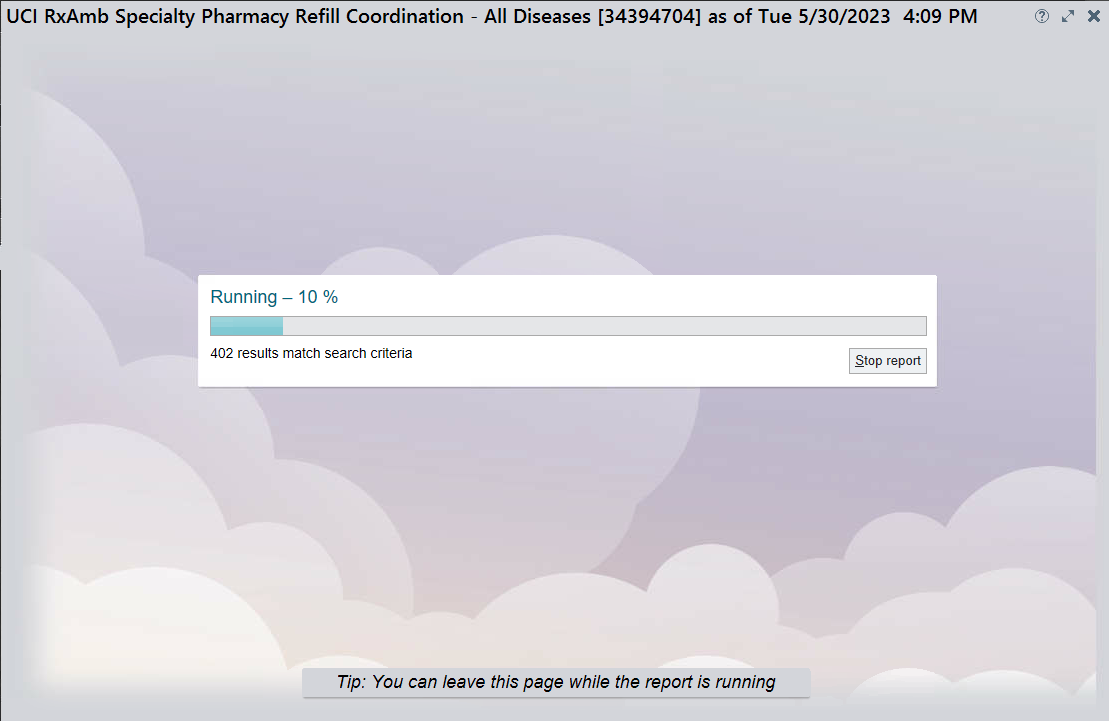 UCI RxAmb Specialty Pharmacy Refill Coordination - All Diseases [34394704] as of Tue 5/30/2023 4:09 PM
Running – 10 %
402 results match search criteria
Stop report
Tip: You can leave this page while the report is running